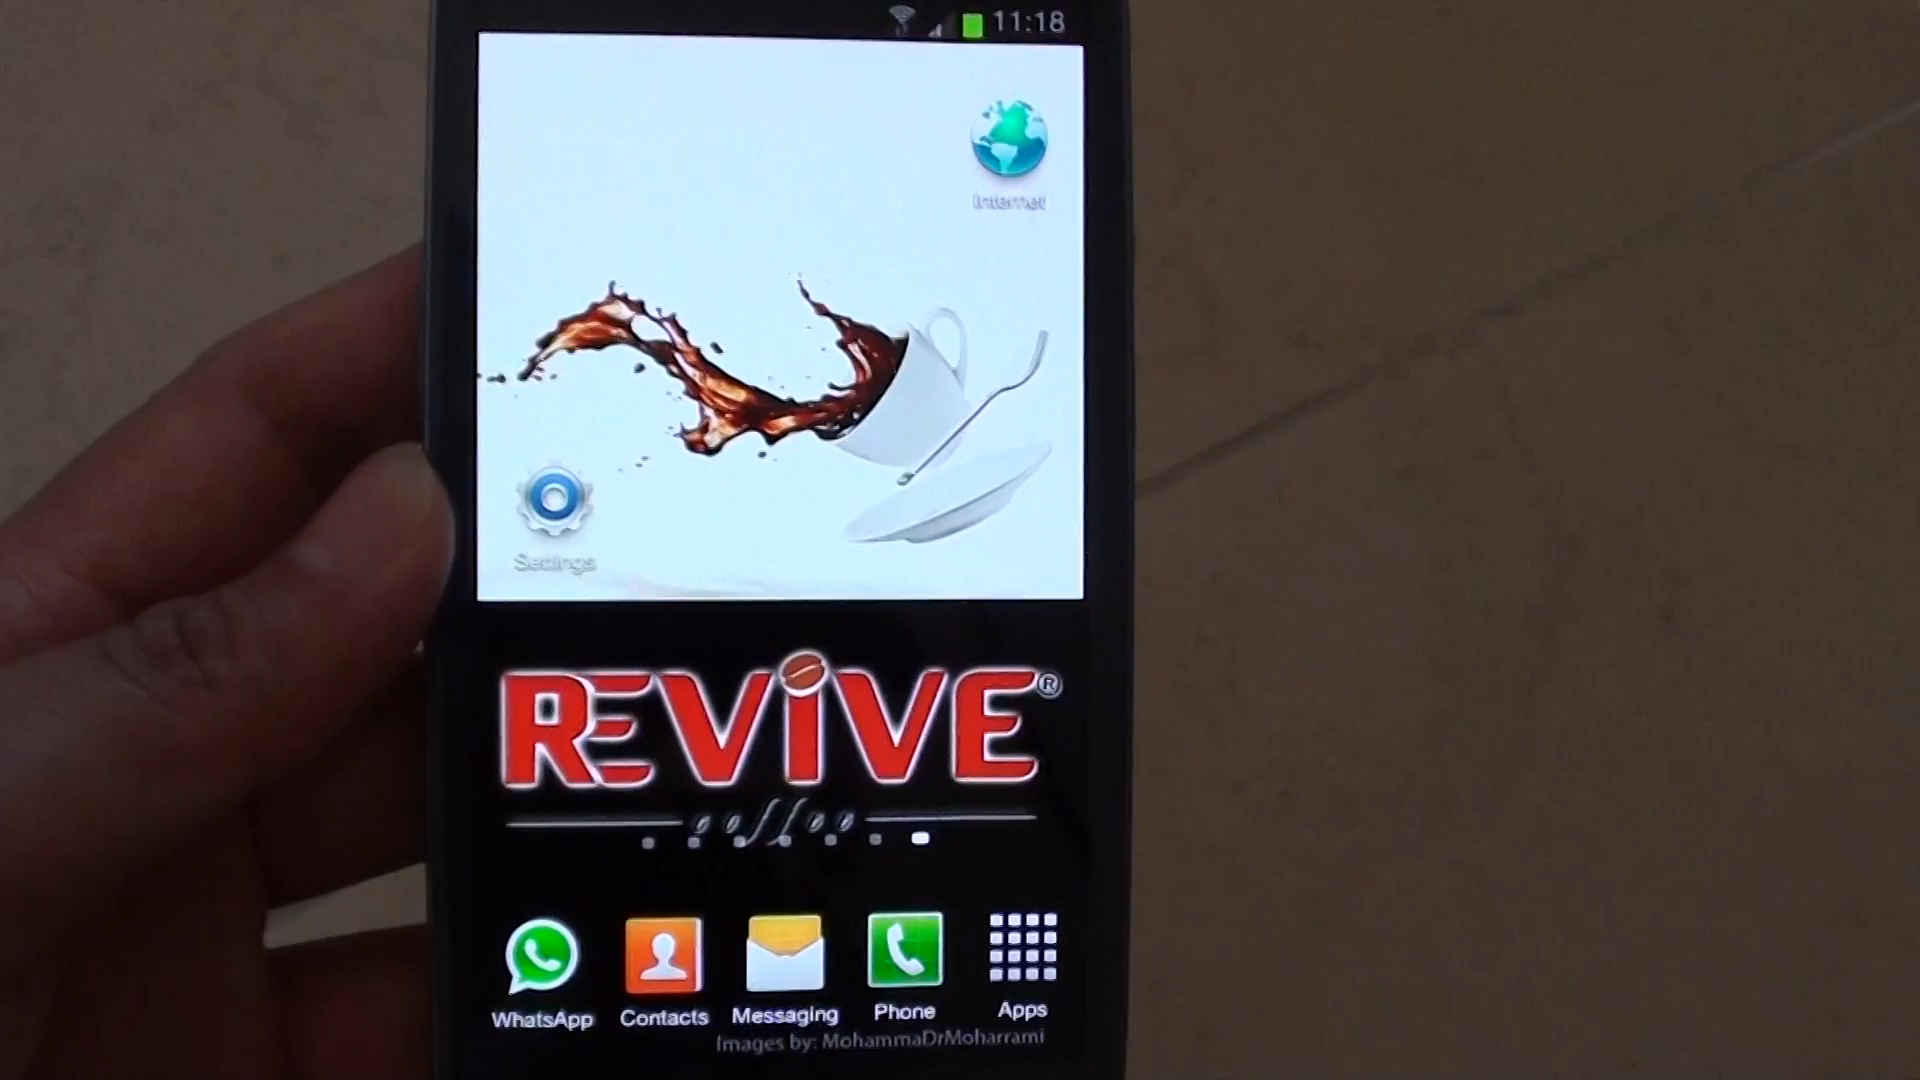 11:18
Internet
Settings
REViVE®
coffee
WhatsApp Contacts Messaging Phone Apps
Images by: MohammaDrMoharrami